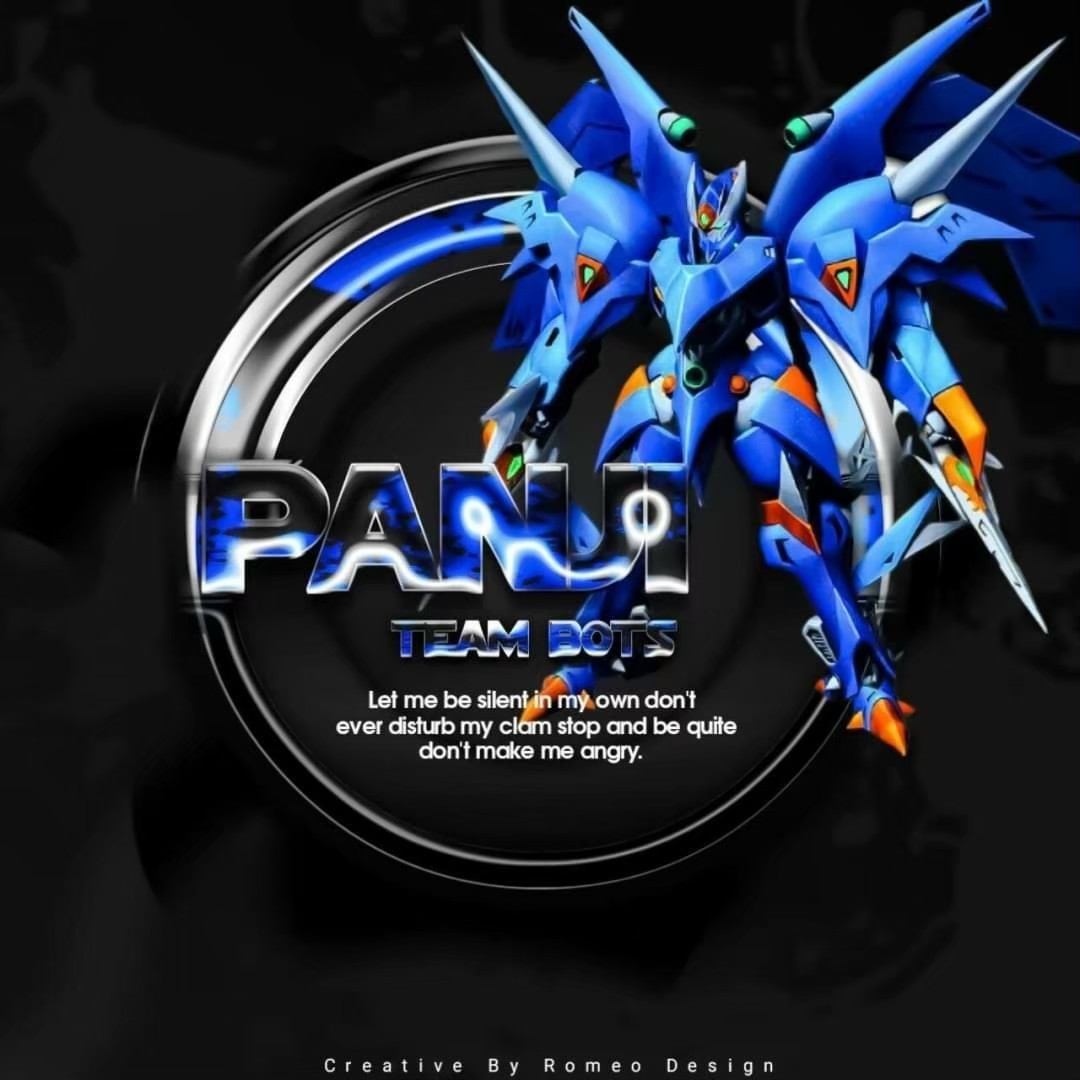 PANJI
TEAM BOTS
Let me be silent in my own don't
ever disturb my clam stop and be quite
don't make me angry.
Creative By Romeo Design